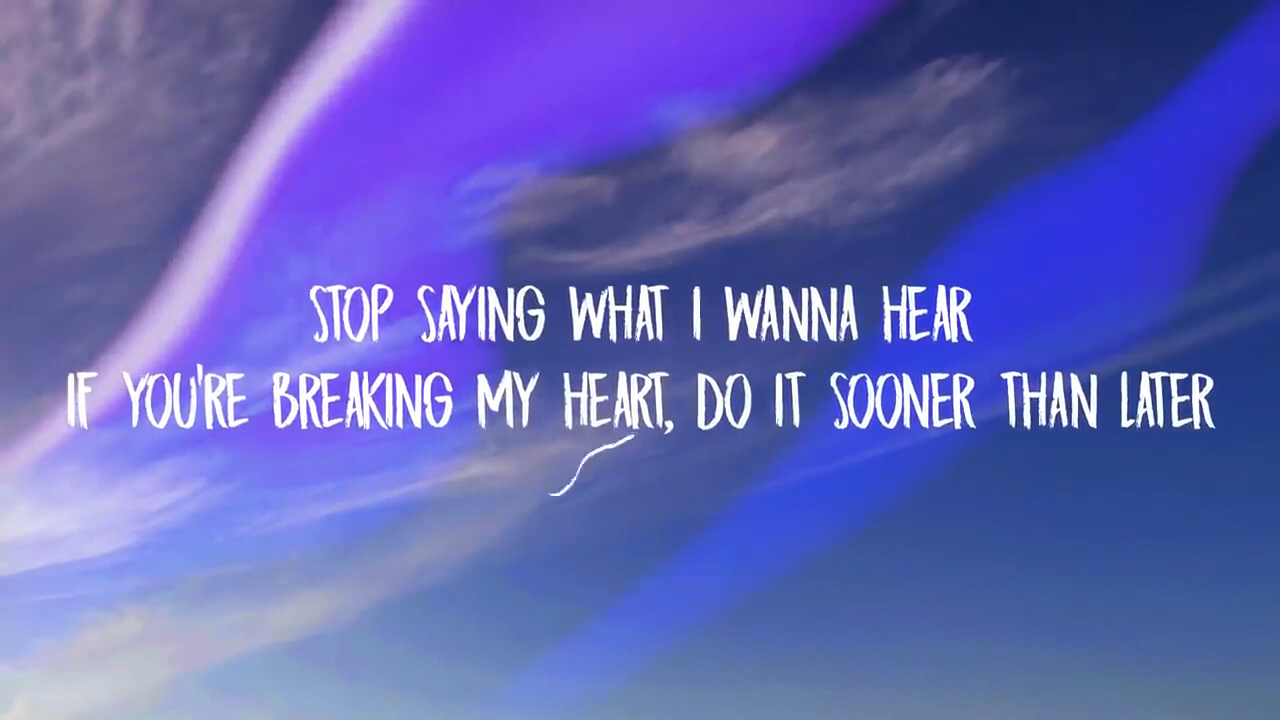 STOP SAYING WHAT I WANNA HEAR
IF YOU'RE BREAKING MY HEART, DO IT SOONER THAN LATER